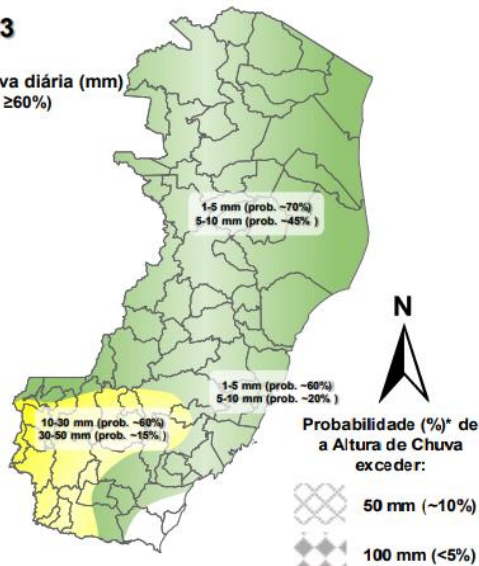 3
va diária (mm)
≥60%)
1-5 mm (prob. ~70%)
5-10 mm (prob. ~45% )
N
1-5 mm (prob. ~60%)
5-10 mm (prob. ~20% )
10-30 mm (prob. ~60%)
30-50 mm (prob. ~15% )
Probabilidade (%)* de
a Altura de Chuva
exceder:
50 mm (~10%)
100 mm (<5%)